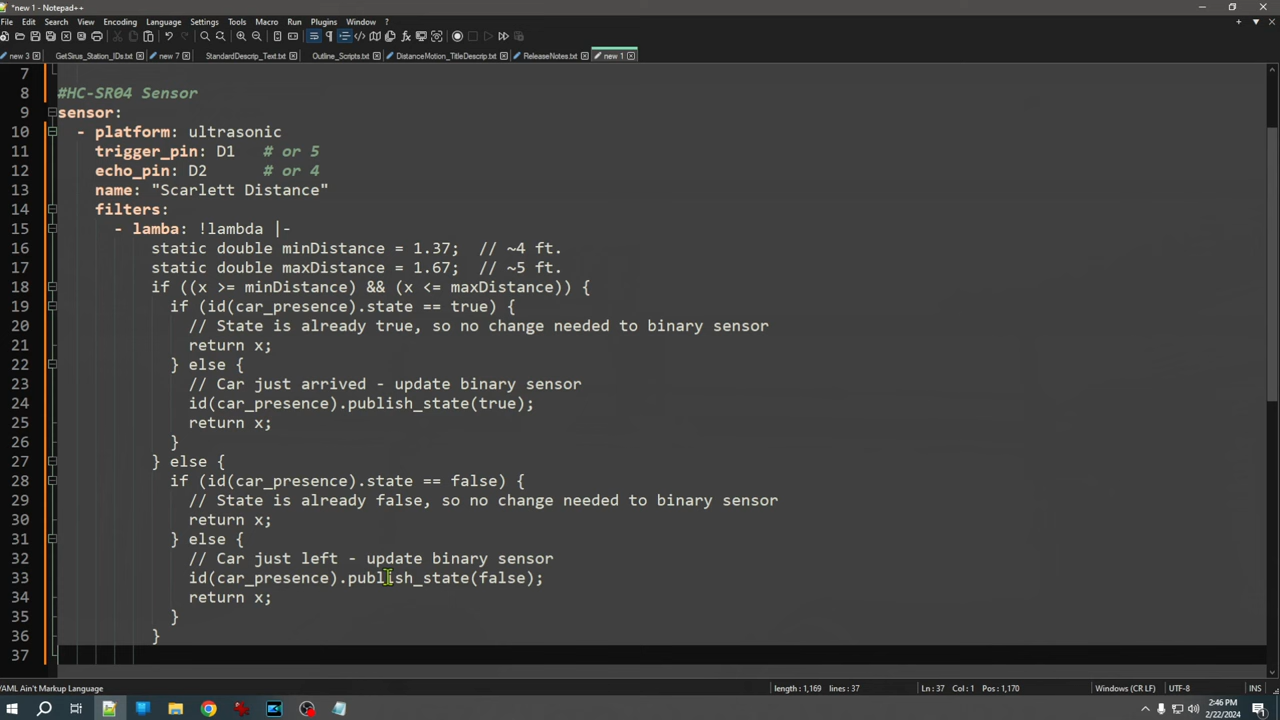 *new 1 - Notepad++
File Edit Search View Encoding Language Settings Tools Macro Run Plugins Window ?
new 3 GetSirus_Station_IDs.txt new 7 StandardDescrip_Text.txt Outline_Scripts.txt DistanceMotion_TitleDescrip.txt ReleaseNotes.txt new 1
7
8 #HC-SR04 Sensor
9 sensor:
10 - platform: ultrasonic
11 trigger_pin: D1 # or 5
12 echo_pin: D2 # or 4
13 name: "Scarlett Distance"
14 filters:
15 - lamba: !lambda |-
16 static double minDistance = 1.37; // ~4 ft.
17 static double maxDistance = 1.67; // ~5 ft.
18 if ((x >= minDistance) && (x <= maxDistance)) {
19 if (id(car_presence).state == true) {
20 // State is already true, so no change needed to binary sensor
21 return x;
22 } else {
23 // Car just arrived - update binary sensor
24 id(car_presence).publish_state(true);
25 return x;
26 }
27 } else {
28 if (id(car_presence).state == false) {
29 // State is already false, so no change needed to binary sensor
30 return x;
31 } else {
32 // Car just left - update binary sensor
33 id(car_presence).publish_state(false);
34 return x;
35 }
36 }
37
YAML Ain't Markup Language length : 1,169 lines : 37 Ln : 37 Col : 1 Pos : 1,170 Windows (CR LF) UTF-8 INS
2:46 PM
2/22/2024